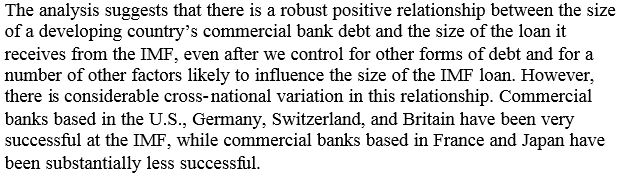 The analysis suggests that there is a robust positive relationship between the size
of a developing country's commercial bank debt and the size of the loan it
receives from the IMF, even after we control for other forms of debt and for a
number of other factors likely to influence the size of the IMF loan. However,
there is considerable cross-national variation in this relationship. Commercial
banks based in the U.S., Germany, Switzerland, and Britain have been very
successful at the IMF, while commercial banks based in France and Japan have
been substantially less successful.